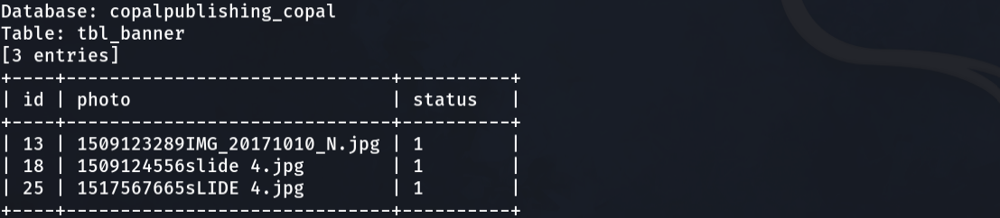 Database: copalpublishing_copal
Table: tbl_banner
[3 entries]
+----+------------------------------+----------+
| id | photo                        | status   |
+----+------------------------------+----------+
| 13 | 1509123289IMG_20171010_N.jpg | 1        |
| 18 | 1509124556slide 4.jpg        | 1        |
| 25 | 1517567665sLIDE 4.jpg        | 1        |
+----+------------------------------+----------+